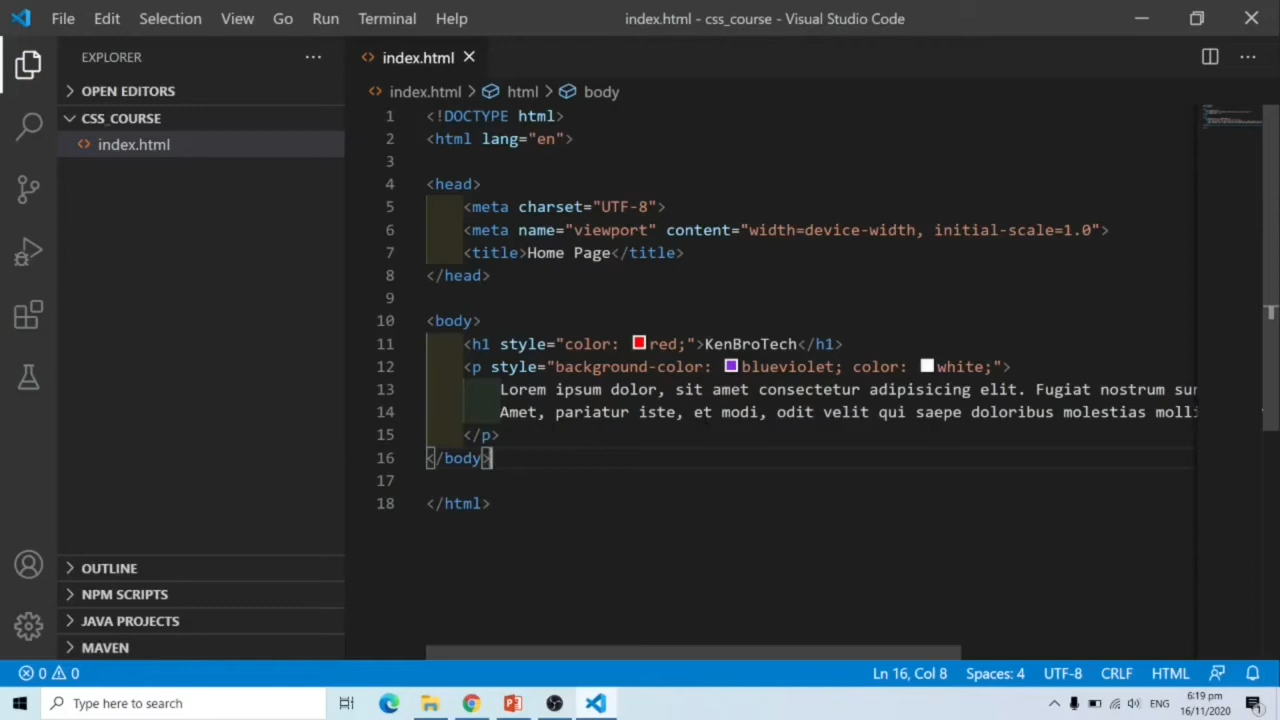 File Edit Selection View Go Run Terminal Help index.html - css_course - Visual Studio Code
EXPLORER
OPEN EDITORS
CSS_COURSE
index.html
OUTLINE
NPM SCRIPTS
JAVA PROJECTS
MAVEN
index.html
index.html > html > body
1 <!DOCTYPE html>
2 <html lang="en">
3
4 <head>
5 <meta charset="UTF-8">
6 <meta name="viewport" content="width=device-width, initial-scale=1.0">
7 <title>Home Page</title>
8 </head>
9
10 <body>
11 <h1 style="color: red;">KenBroTech</h1>
12 <p style="background-color: blueviolet; color: white;">
13 Lorem ipsum dolor, sit amet consectetur adipisicing elit. Fugiat nostrum
14 Amet, pariatur iste, et modi, odit velit qui saepe doloribus molestias
15 </p>
16 </body>
17
18 </html>
0 0 Ln 16, Col 8 Spaces: 4 UTF-8 CRLF HTML
Type here to search ENG 6:19 pm
16/11/2020